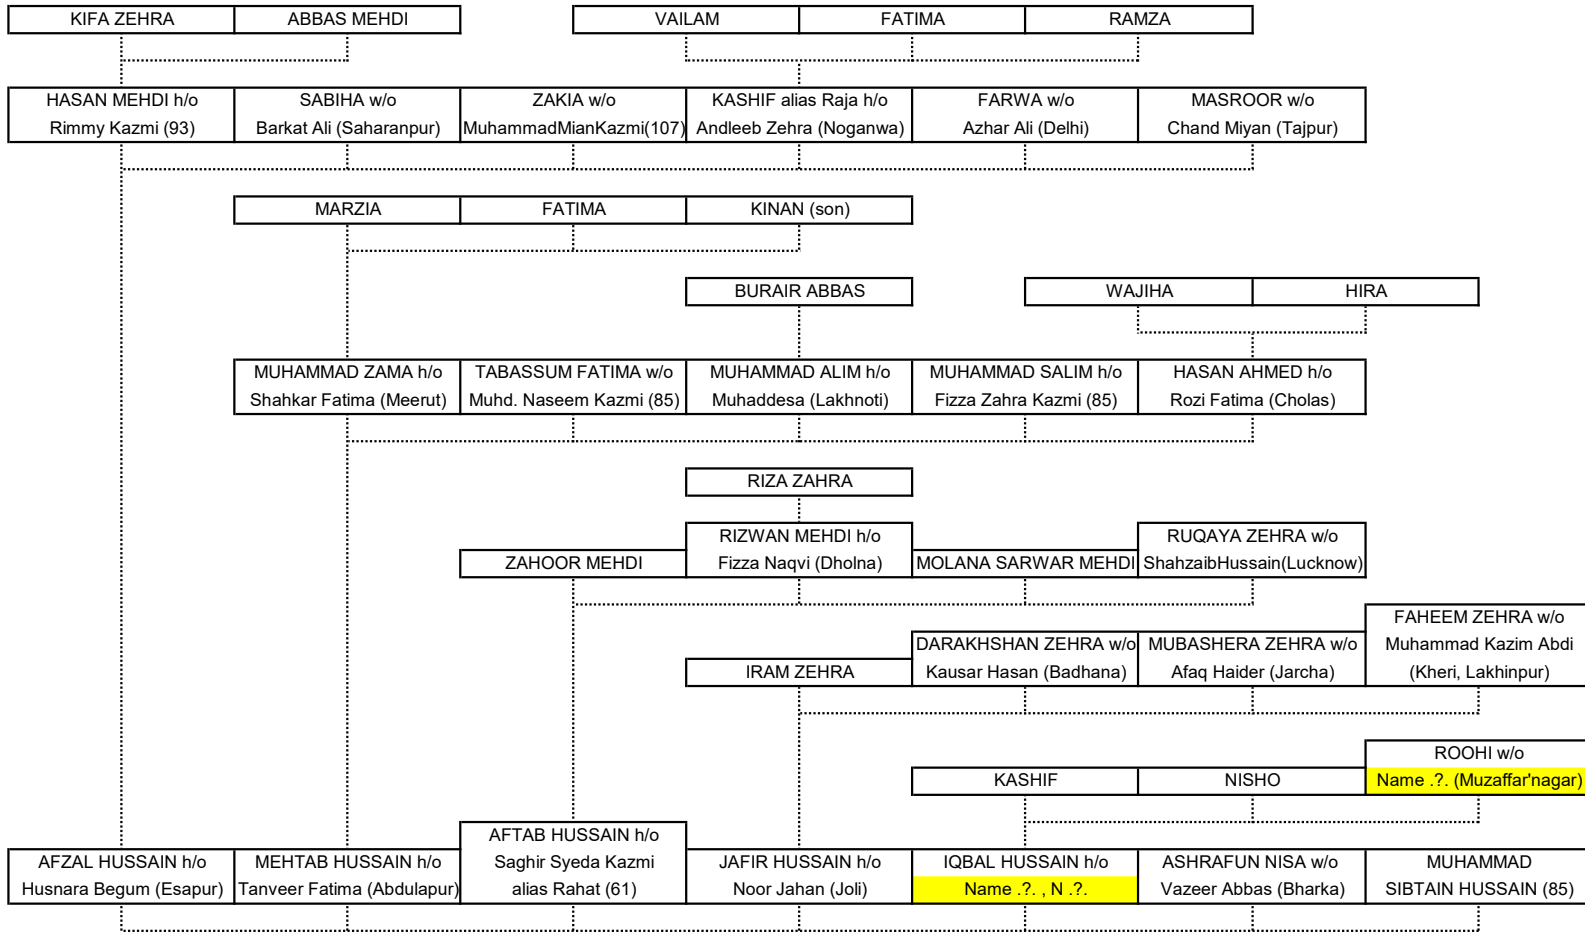 KIFA ZEHRA
ABBAS MEHDI
VAILAM
FATIMA
RAMZA
HASAN MEHDI h/o
Rimmy Kazmi (93)
SABIHA w/o
Barkat Ali (Saharanpur)
ZAKIA w/o
MuhammadMianKazmi(107)
KASHIF alias Raja h/o
Andleeb Zehra (Noganwa)
FARWA w/o
Azhar Ali (Delhi)
MASROOR w/o
Chand Miyan (Tajpur)
MARZIA
FATIMA
KINAN (son)
BURAIR ABBAS
WAJIHA
HIRA
MUHAMMAD ZAMA h/o
Shahkar Fatima (Meerut)
TABASSUM FATIMA w/o
Muhd. Naseem Kazmi (85)
MUHAMMAD ALIM h/o
Muhaddesa (Lakhnoti)
MUHAMMAD SALIM h/o
Fizza Zahra Kazmi (85)
HASAN AHMED h/o
Rozi Fatima (Cholas)
RIZA ZAHRA
ZAHOOR MEHDI
RIZWAN MEHDI h/o
Fizza Naqvi (Dholna)
MOLANA SARWAR MEHDI
RUQAYA ZEHRA w/o
ShahzaibHussain(Lucknow)
IRAM ZEHRA
DARAKHSHAN ZEHRA w/o
Kausar Hasan (Badhana)
MUBASHERA ZEHRA w/o
Afaq Haider (Jarcha)
FAHEEM ZEHRA w/o
Muhammad Kazim Abdi
(Kheri, Lakhinpur)
KASHIF
NISHO
ROOHI w/o
Name .?. (Muzaffar'nagar)
AFZAL HUSSAIN h/o
Husnara Begum (Esapur)
MEHTAB HUSSAIN h/o
Tanveer Fatima (Abdulapur)
AFTAB HUSSAIN h/o
Saghir Syeda Kazmi
alias Rahat (61)
JAFIR HUSSAIN h/o
Noor Jahan (Joli)
IQBAL HUSSAIN h/o
Name .?. , N .?.
ASHRAFUN NISA w/o
Vazeer Abbas (Bharka)
MUHAMMAD
SIBTAIN HUSSAIN (85)